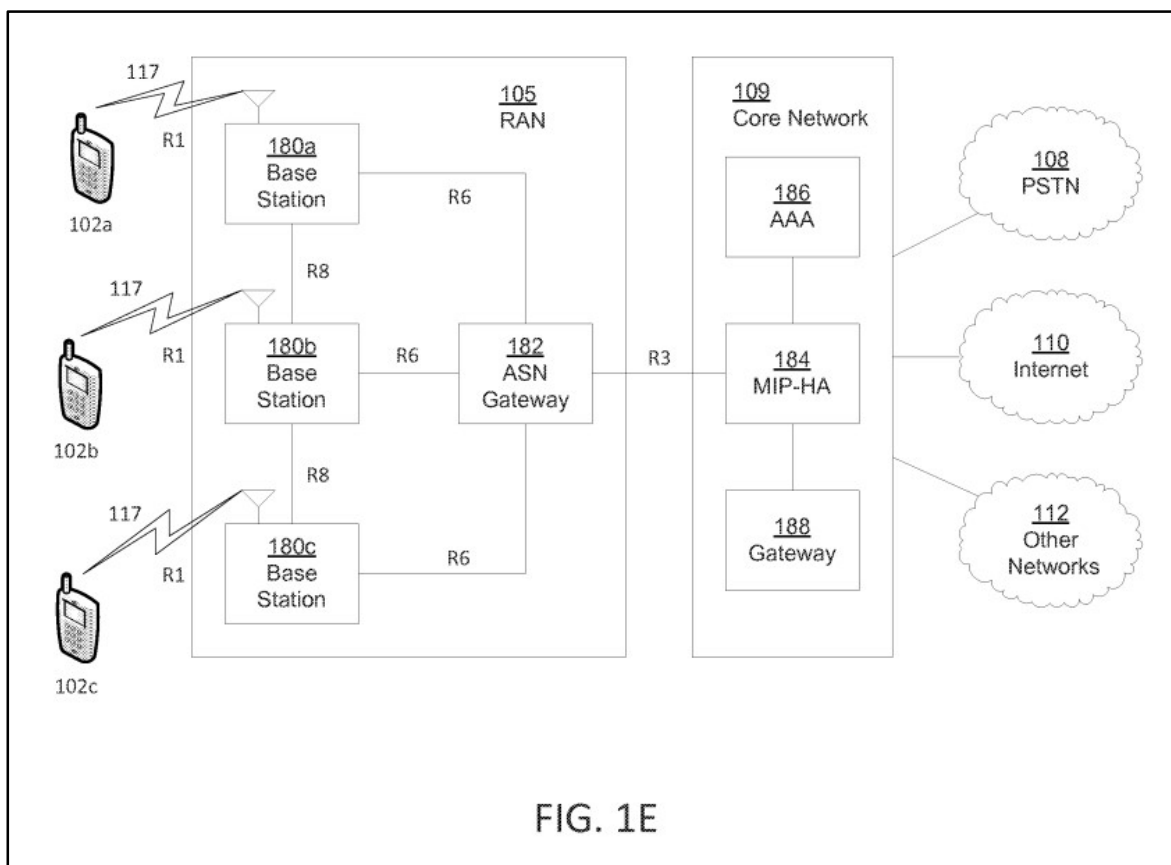 117
R1
102a
117
R1
102b
117
R1
102c
105
RAN
180a
Base
Station
R6
R8
180b
Base
Station
R6
182
ASN
Gateway
R8
180c
Base
Station
R6
R3
109
Core Network
186
AAA
184
MIP-HA
188
Gateway
108
PSTN
110
Internet
112
Other
Networks
FIG. 1E